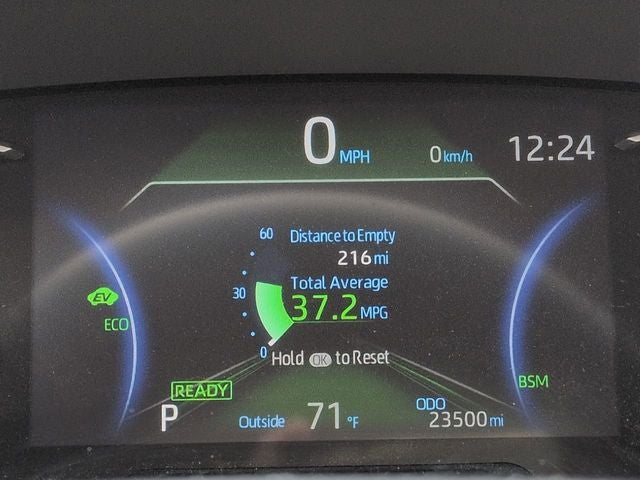 0 MPH 0 km/h 12:24
60 Distance to Empty
216 mi
Total Average
30 37.2 MPG
EV
ECO
0 Hold OK to Reset
READY BSM
P Outside 71 °F ODO
23500 mi